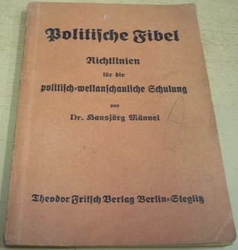 Politische Fibel
Richtlinien
für die
politisch-weltanschauliche Schulung
von
Dr. Hansjörg Männel
Theodor Fritsch Verlag Berlin-Steglitz